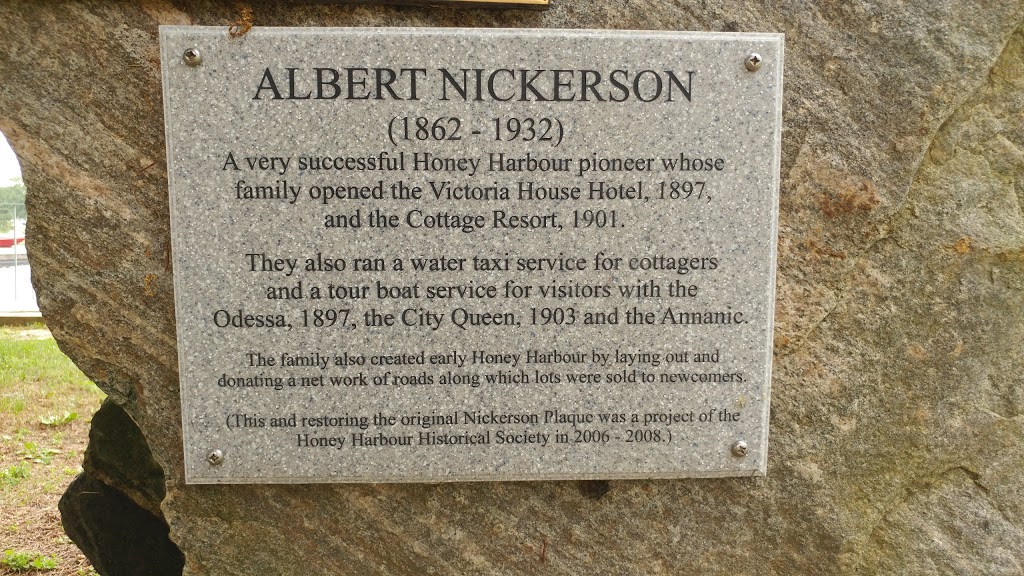 ALBERT NICKERSON
(1862 - 1932)
A very successful Honey Harbour pioneer whose
family opened the Victoria House Hotel, 1897,
and the Cottage Resort, 1901.
They also ran a water taxi service for cottagers
and a tour boat service for visitors with the
Odessa, 1897, the City Queen, 1903 and the Annanic.
The family also created early Honey Harbour by laying out and
donating a net work of roads along which lots were sold to newcomers.
(This and restoring the original Nickerson Plaque was a project of the
Honey Harbour Historical Society in 2006 - 2008.)